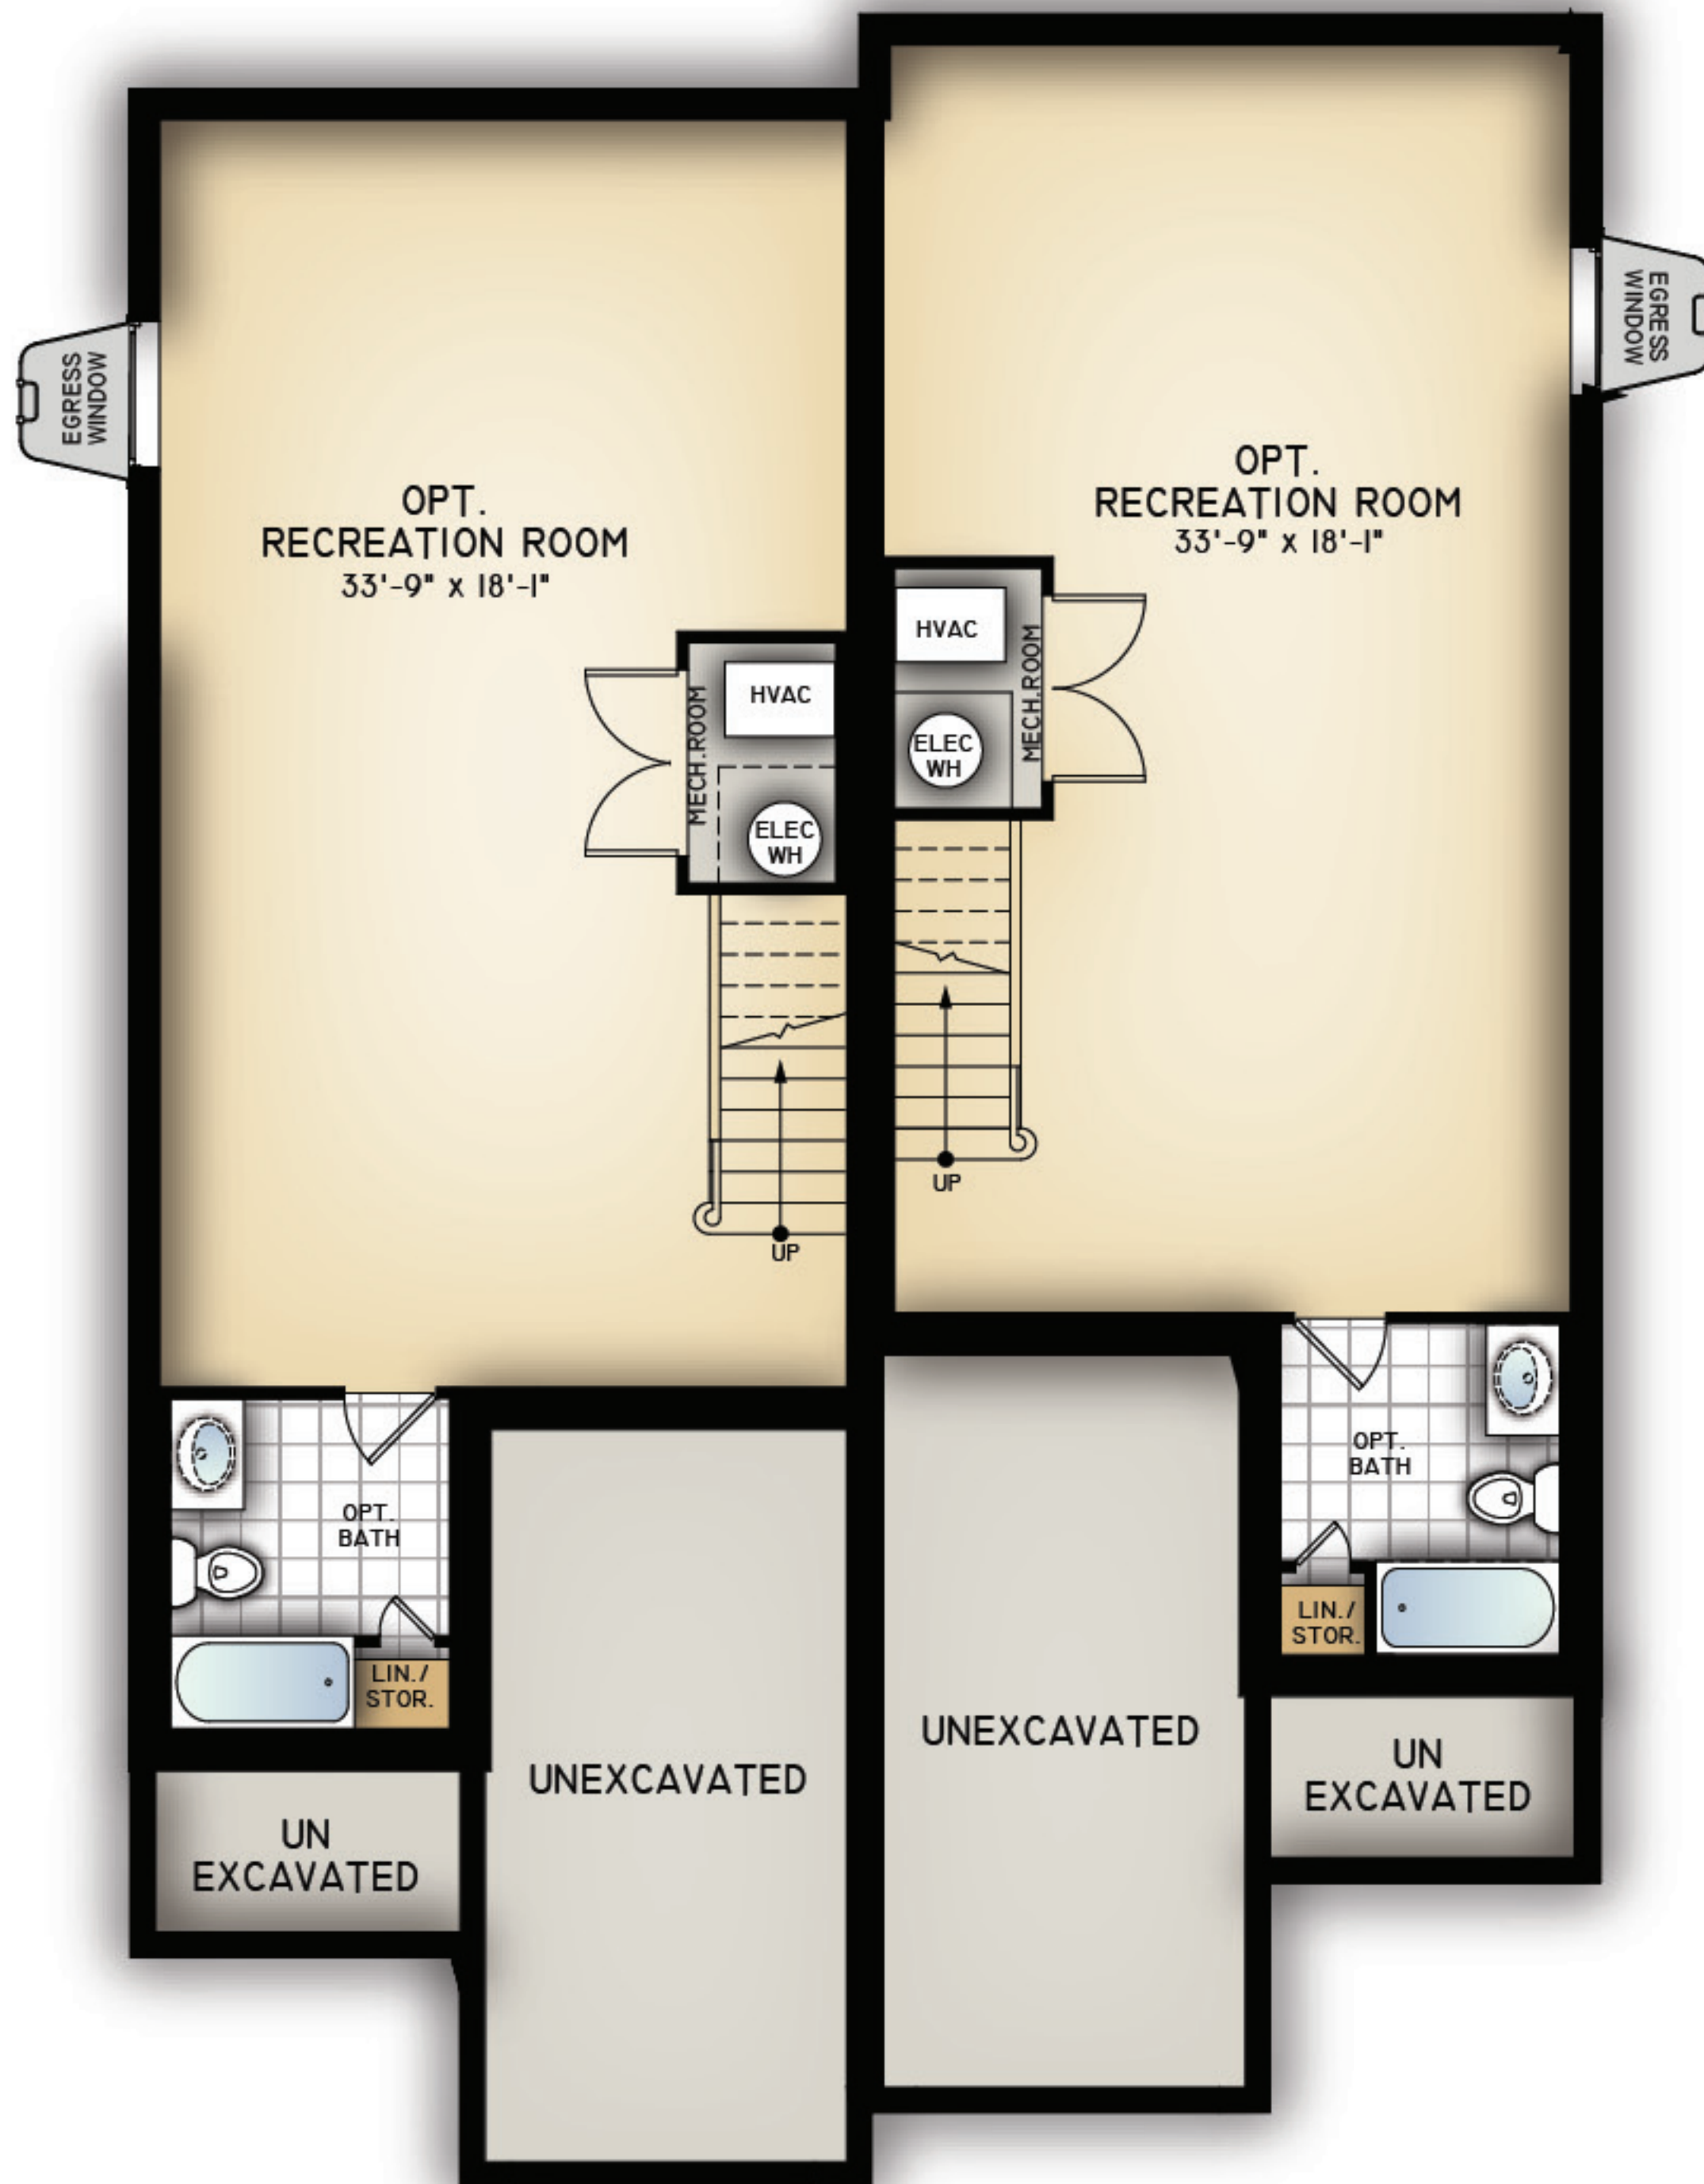 EGRESS
WINDOW
OPT.
RECREATION ROOM
33'-9" X 18'-1"
MECH.ROOM
HVAC
ELEC
WH
UP
OPT.
BATH
LIN./
STOR.
UNEXCAVATED
UN
EXCAVATED
EGRESS
WINDOW
OPT.
RECREATION ROOM
33'-9" X 18'-1"
HVAC
MECH.ROOM
ELEC
WH
UP
OPT.
BATH
LIN./
STOR.
UNEXCAVATED
UN
EXCAVATED